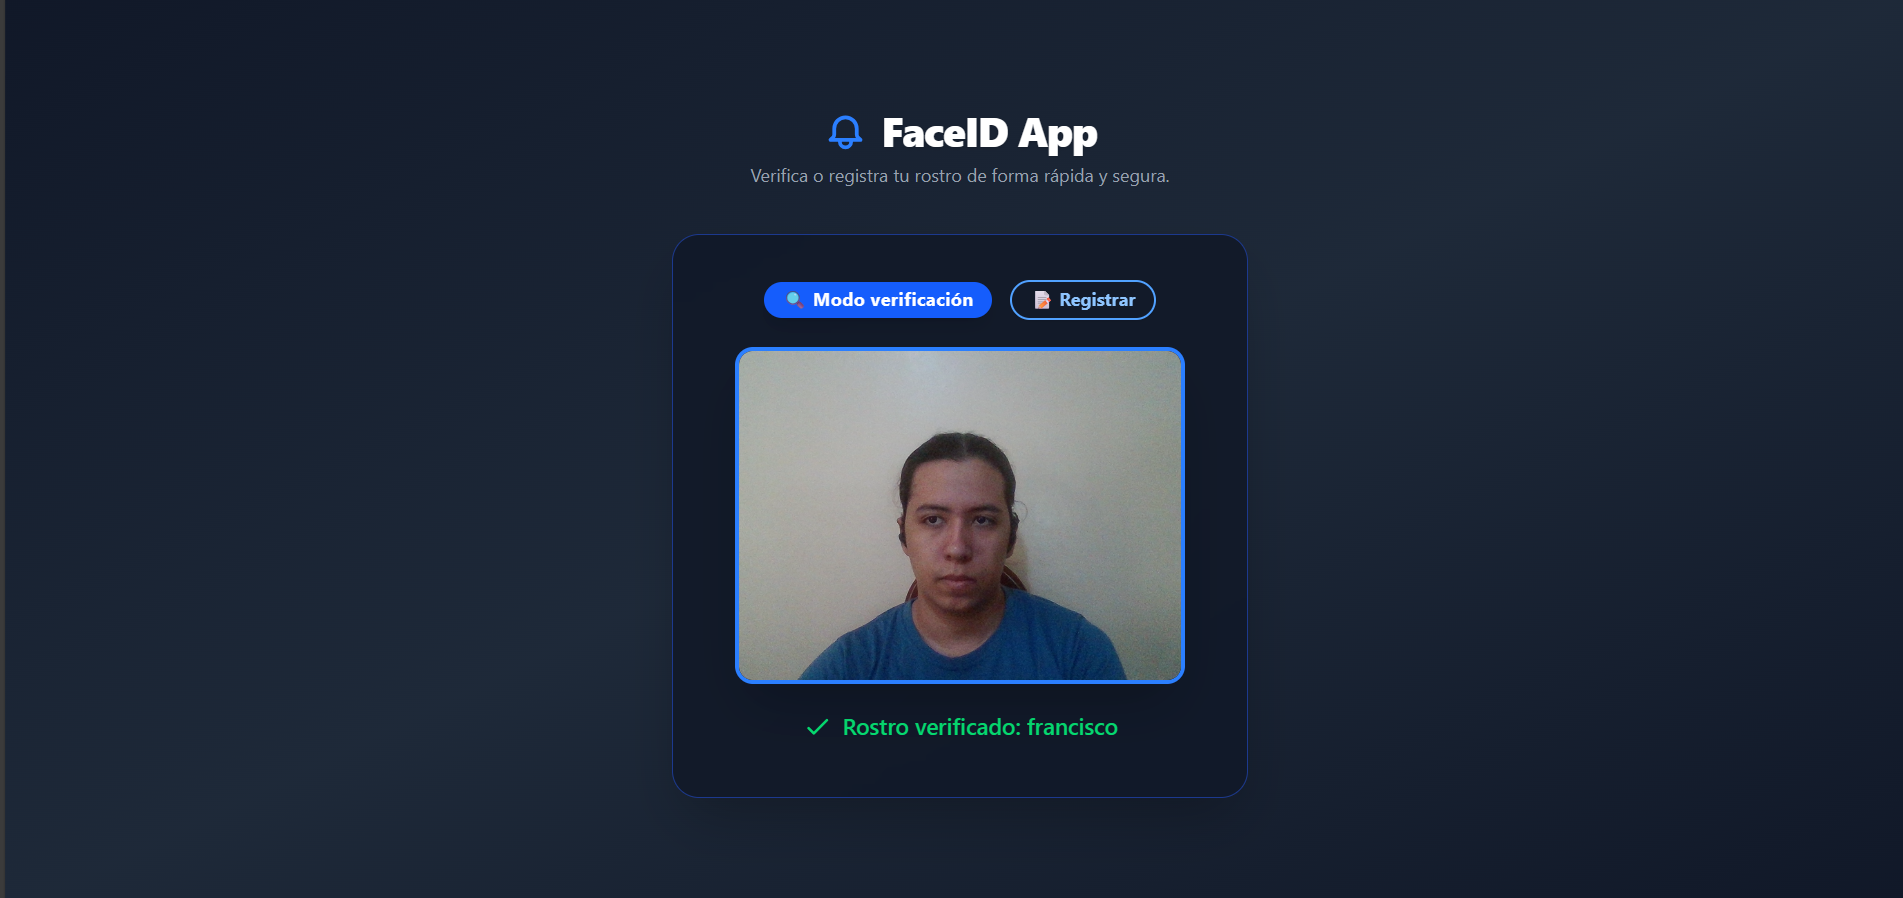 FaceID App
Verifica o registra tu rostro de forma rápida y segura.
🔍 Modo verificación
📝 Registrar
Rostro verificado: francisco